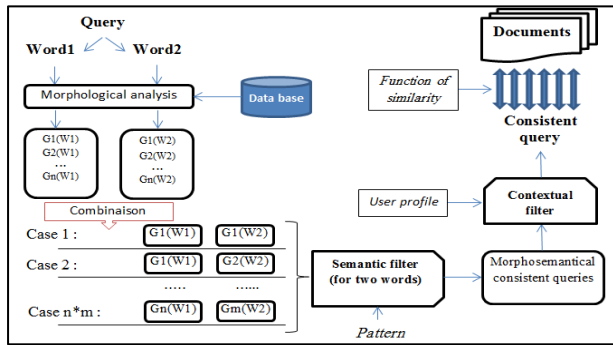 Query
Word1 Word2
Morphological analysis
Data base
G1(W1)
G2(W1)
...
Gn(W1)
G1(W2)
G2(W2)
...
Gn(W2)
Combinaison
Case 1 : G1(W1) G1(W2)
Case 2 : G1(W1) G2(W2)
..... ......
Case n*m : Gn(W1) Gm(W2)
Semantic filter
(for two words)
Pattern
Morphosemantical
consistent queries
Contextual
filter
User profile
Consistent
query
Function of
similarity
Documents